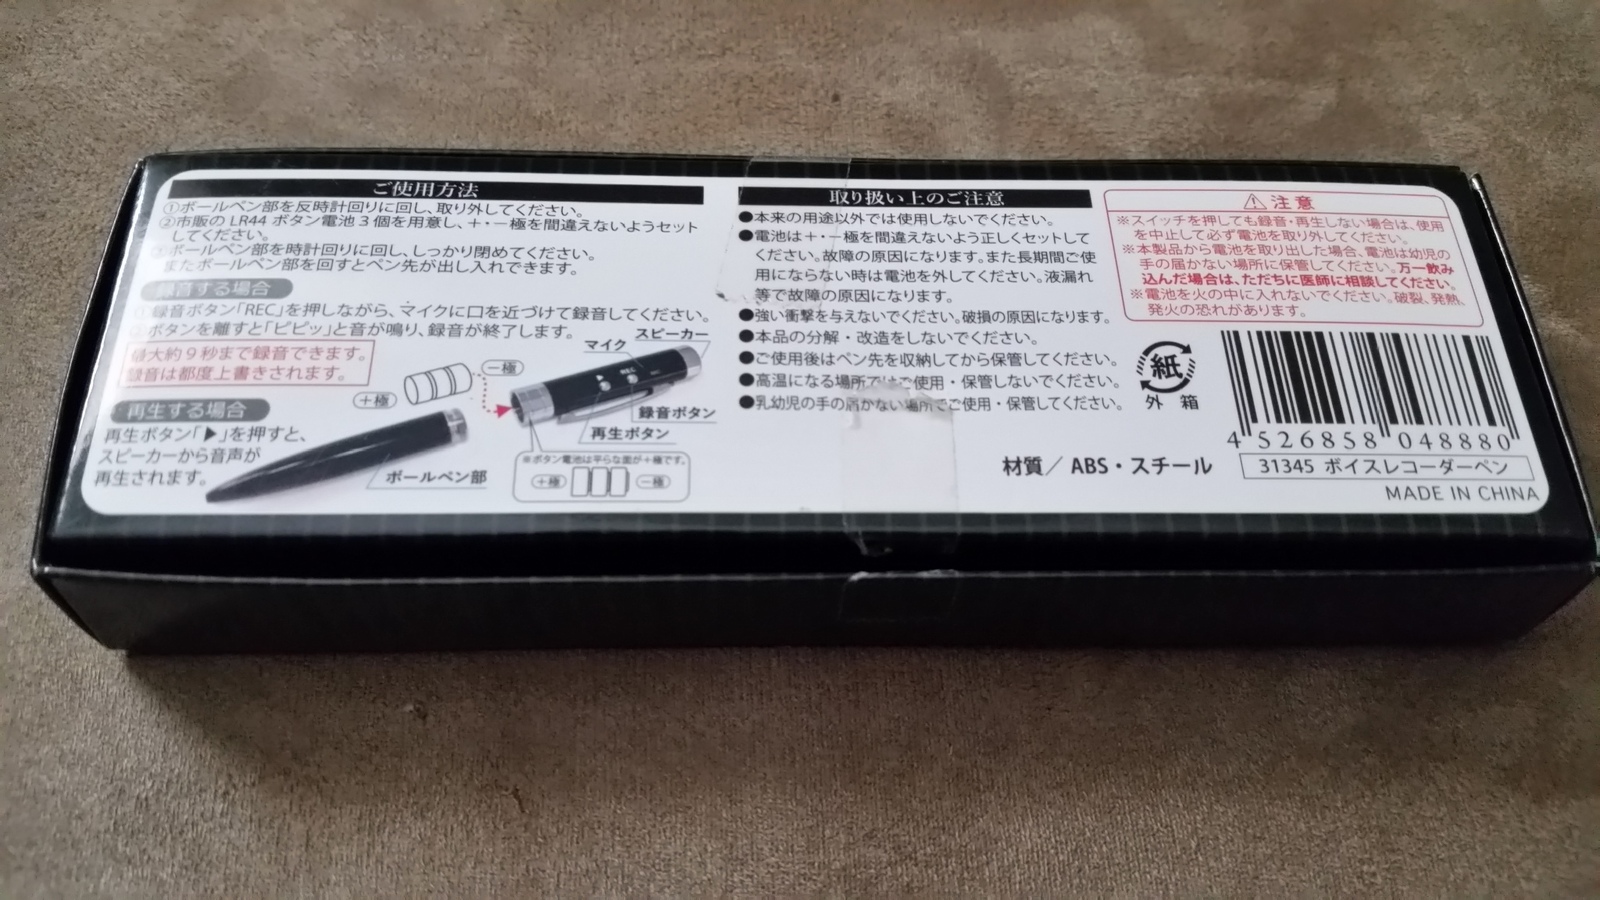 ご使用方法
①ボールペン部を反時計回りに回し、取り外してください。
②市販の LR44 ボタン電池3個を用意し、＋・－極を間違えないようセット
してください。
ボールペン部を時計回りに回し、しっかり閉めてください。
またボールペン部を回すとペン先が出し入れできます。
録音する場合
① 録音ボタン「REC」を押しながら、マイクに口を近づけて録音してください。
ボタンを離すと「ピピッ」と音が鳴り、録音が終了します。
最大約9秒まで録音できます。
録音は都度上書きされます。
再生する場合
再生ボタン「▶」を押すと、
スピーカーから音声が
再生されます。
＋極
－極
マイク
スピーカー
REC
録音ボタン
再生ボタン
ボールペン部
※ボタン電池は平らな面が＋極です。
＋極
－極
取り扱い上のご注意
●本来の用途以外では使用しないでください。
●電池は＋・－極を間違えないよう正しくセットして
ください。故障の原因になります。また長期間ご使
用にならない時は電池を外してください。液漏れ
等で故障の原因になります。
●強い衝撃を与えないでください。破損の原因になります。
●本品の分解・改造をしないでください。
●ご使用後はペン先を収納してから保管してください。
●高温になる場所ではご使用・保管しないでください。
●乳幼児の手の届かない場所でご使用・保管してください。
材質／ABS・スチール
⚠ 注意
※スイッチを押しても録音・再生しない場合は、使用
を中止して必ず電池を取り外してください。
※本製品から電池を取り出した場合、電池は幼児の
手の届かない場所に保管してください。万一飲み
込んだ場合は、ただちに医師に相談してください。
※電池を火の中に入れないでください。破裂、発熱、
発火の恐れがあります。
紙
外 箱
4 526858 048880
31345 ボイスレコーダーペン
MADE IN CHINA